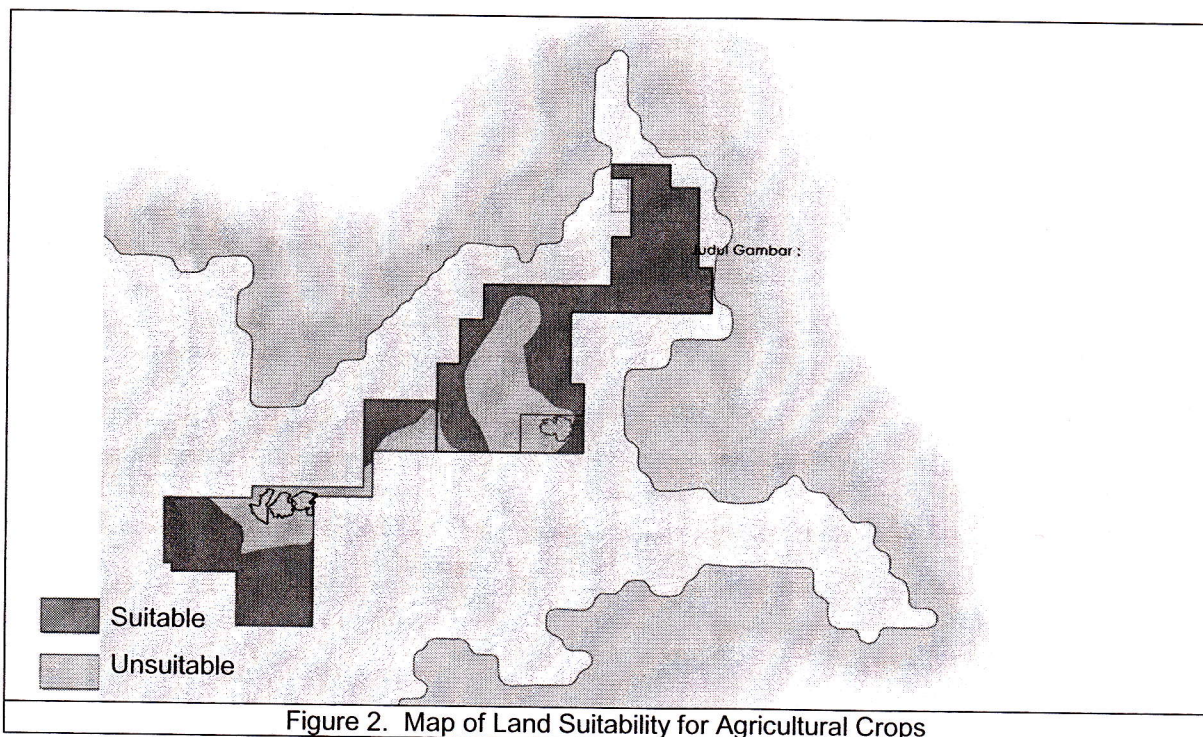 Judul Gambar :
Suitable
Unsuitable
Figure 2. Map of Land Suitability for Agricultural Crops